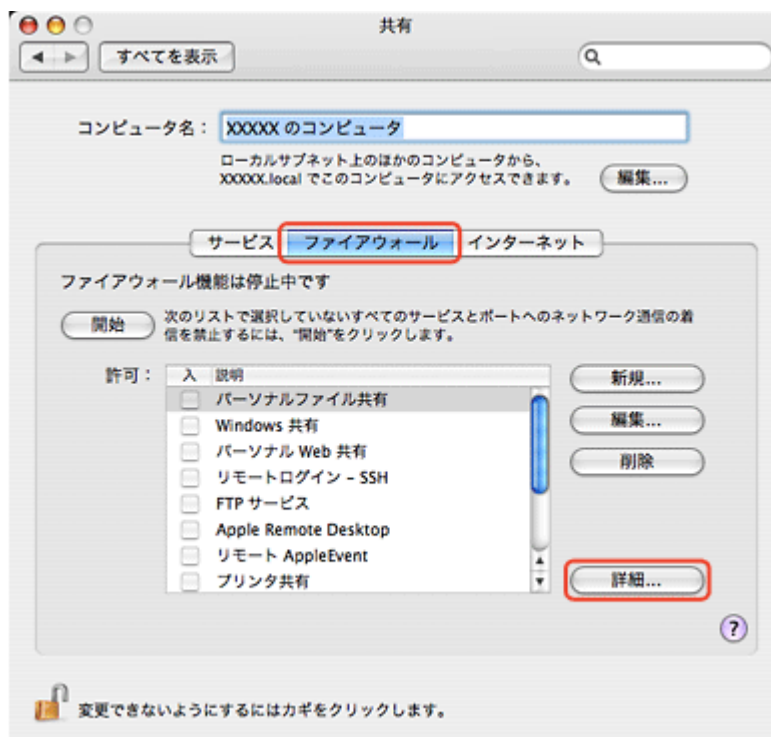 共有
すべてを表示
コンピュータ名： XXXXX のコンピュータ
ローカルサブネット上のほかのコンピュータから、
XXXXX.local でこのコンピュータにアクセスできます。
編集...
サービス ファイアウォール インターネット
ファイアウォール機能は停止中です
開始
次のリストで選択していないすべてのサービスとポートへのネットワーク通信の着
信を禁止するには、"開始"をクリックします。
許可： 入 説明
パーソナルファイル共有
Windows 共有
パーソナル Web 共有
リモートログイン – SSH
FTP サービス
Apple Remote Desktop
リモート AppleEvent
プリンタ共有
新規...
編集...
削除
詳細...
?
変更できないようにするにはカギをクリックします。